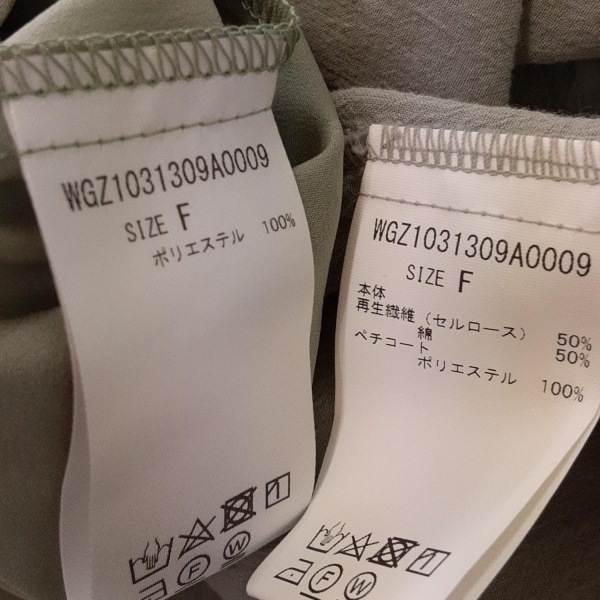 WGZ1031309A0009
SIZE F
ポリエステル 100%
F W
WGZ1031309A0009
SIZE F
本体
再生繊維(セルロース) 50%
綿 50%
ペチコート
ポリエステル 100%
F W